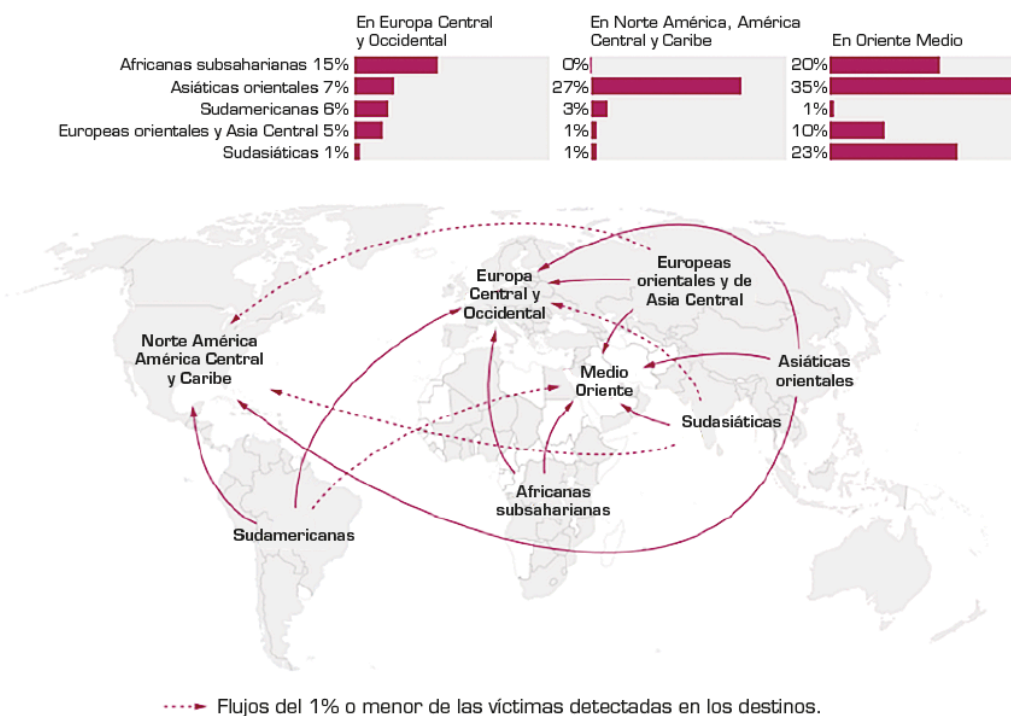 En Europa Central
y Occidental
En Norte América, América
Central y Caribe
En Oriente Medio
Africanas subsaharianas 15%
0%
20%
Asiáticas orientales 7%
27%
35%
Sudamericanas 6%
3%
1%
Europeas orientales y Asia Central 5%
1%
10%
Sudasiáticas 1%
1%
23%
Europa
Central y
Occidental
Europeas
orientales y de
Asia Central
Norte América
América Central
y Caribe
Medio
Oriente
Asiáticas
orientales
Sudasiáticas
Africanas
subsaharianas
Sudamericanas
Flujos del 1% o menor de las víctimas detectadas en los destinos.